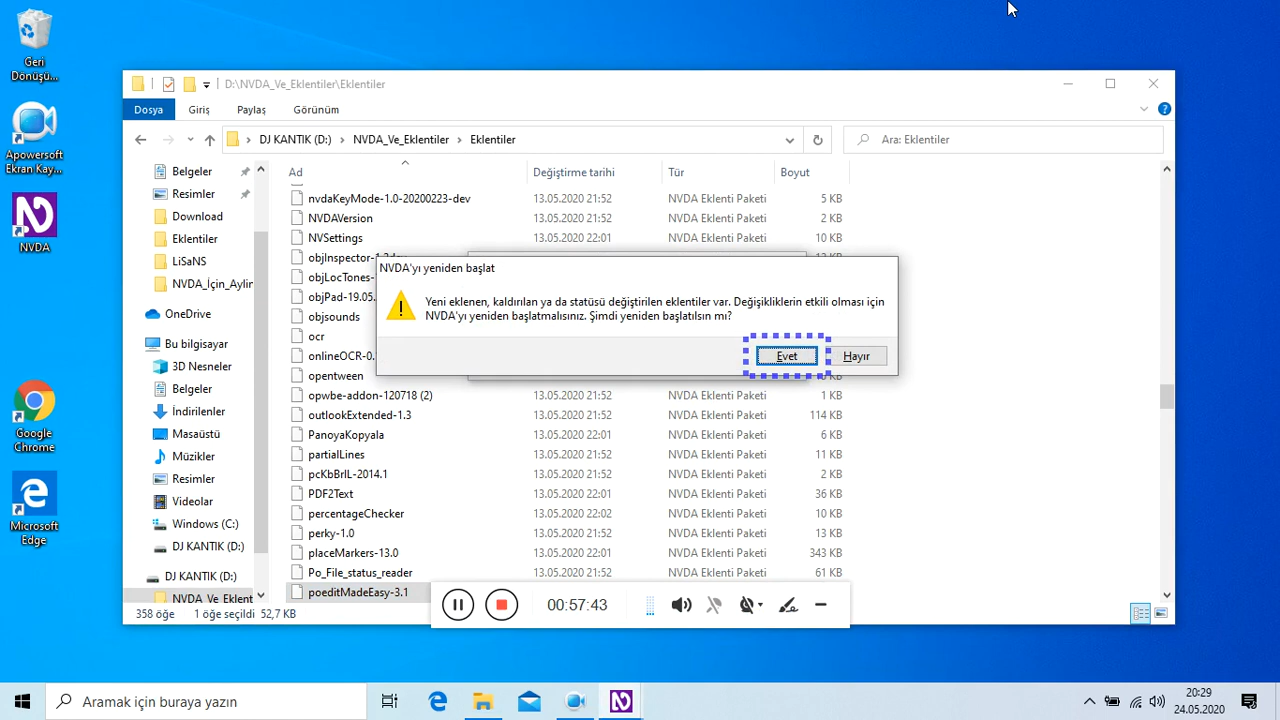 Geri
Dönüşü...
Apowersoft
Ekran Kay...
NVDA
Google
Chrome
Microsoft
Edge
D:\NVDA_Ve_Eklentiler\Eklentiler
Dosya Giriş Paylaş Görünüm
DJ KANTIK (D:) > NVDA_Ve_Eklentiler > Eklentiler
Ara: Eklentiler
Belgeler
Resimler
Download
Eklentiler
LiSaNS
NVDA_İçin_Aylin
OneDrive
Bu bilgisayar
3D Nesneler
Belgeler
İndirilenler
Masaüstü
Müzikler
Resimler
Videolar
Windows (C:)
DJ KANTIK (D:)
DJ KANTIK (D:)
NVDA_Ve_Eklent
Ad Değiştirme tarihi Tür Boyut
nvdaKeyMode-1.0-20200223-dev 13.05.2020 21:52 NVDA Eklenti Paketi 5 KB
NVDAVersion 13.05.2020 21:52 NVDA Eklenti Paketi 2 KB
NVSettings 13.05.2020 22:01 NVDA Eklenti Paketi 10 KB
objLocTones-
objPad-19.05.
objsounds
ocr
onlineOCR-0.
opentween
opwbe-addon-120718 (2) 13.05.2020 21:52 NVDA Eklenti Paketi 1 KB
outlookExtended-1.3 13.05.2020 21:52 NVDA Eklenti Paketi 114 KB
PanoyaKopyala 13.05.2020 22:01 NVDA Eklenti Paketi 6 KB
partialLines 13.05.2020 21:52 NVDA Eklenti Paketi 11 KB
pcKbBrlL-2014.1 13.05.2020 21:52 NVDA Eklenti Paketi 2 KB
PDF2Text 13.05.2020 22:01 NVDA Eklenti Paketi 36 KB
percentageChecker 13.05.2020 22:02 NVDA Eklenti Paketi 10 KB
perky-1.0 13.05.2020 21:52 NVDA Eklenti Paketi 13 KB
placeMarkers-13.0 13.05.2020 22:01 NVDA Eklenti Paketi 343 KB
Po_File_status_reader 13.05.2020 21:52 NVDA Eklenti Paketi 61 KB
poeditMadeEasy-3.1
NVDA'yı yeniden başlat
Yeni eklenen, kaldırılan ya da statüsü değiştirilen eklentiler var. Değişikliklerin etkili olması için
NVDA'yı yeniden başlatmalısınız. Şimdi yeniden başlatılsın mı?
Evet Hayır
00:57:43
358 öğe 1 öğe seçildi 52,7 KB
Aramak için buraya yazın
20:29
24.05.2020